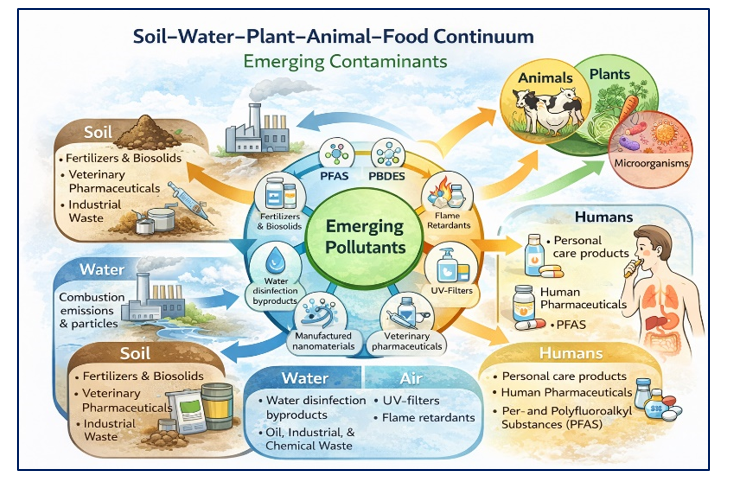 Soil–Water–Plant–Animal–Food Continuum
Emerging Contaminants
Animals
Plants
Microorganisms
Soil
• Fertilizers & Biosolids
• Veterinary
Pharmaceuticals
• Industrial
Waste
PFAS
PBDES
Fertilizers
& Biosolids
Flame
Retardants
Emerging
Pollutants
Water
disinfection
byproducts
UV-Filters
Manufactured
nanomaterials
Veterinary
pharmaceuticals
Humans
• Personal
care products
Human
Pharmaceuticals
• PFAS
Water
Combustion
emissions
& particles
Soil
• Fertilizers & Biosolids
• Veterinary
Pharmaceuticals
• Industrial
Waste
Water
• Water disinfection
byproducts
• Oil, Industrial, &
Chemical Waste
Air
• UV-filters
• Flame retardants
Humans
• Personal care products
• Human Pharmaceuticals
• Per- and Polyfluoroalkyl
Substances (PFAS)